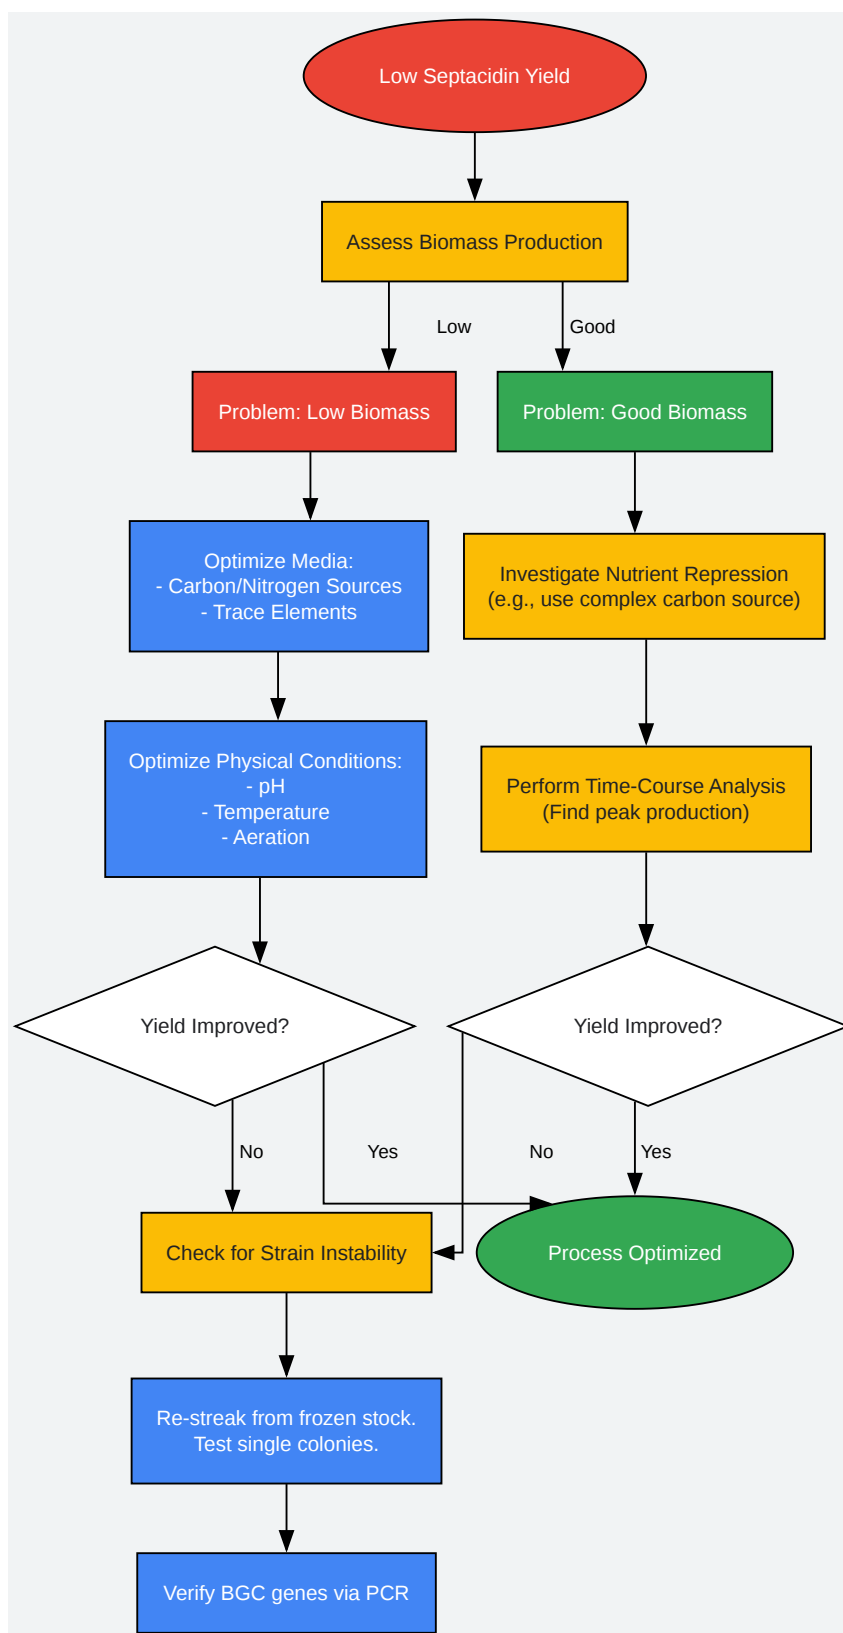 Low Septacidin Yield
Assess Biomass Production
Low
Good
Problem: Low Biomass
Problem: Good Biomass
Optimize Media:
- Carbon/Nitrogen Sources
- Trace Elements
Investigate Nutrient Repression
(e.g., use complex carbon source)
Optimize Physical Conditions:
- pH
- Temperature
- Aeration
Perform Time-Course Analysis
(Find peak production)
Yield Improved?
Yield Improved?
No
Yes
No
Yes
Check for Strain Instability
Process Optimized
Re-streak from frozen stock.
Test single colonies.
Verify BGC genes via PCR